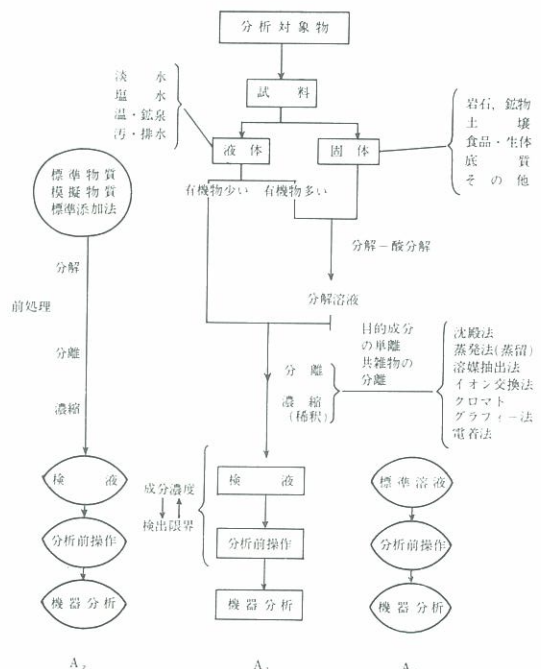 分析対象物
試料
淡水
塩水
温・鉱泉
汚・排水
液体
固体
岩石，鉱物
土壌
食品・生体
底質
その他
有機物少い
有機物多い
標準物質
模擬物質
標準添加法
分解
前処理
分離
濃縮
分解－酸分解
分解溶液
目的成分
の単離
共雑物の
分離
分離
濃縮
(稀釈)
沈殿法
蒸発法(蒸留)
溶媒抽出法
イオン交換法
クロマト
グラフィー法
電着法
検液
分析前操作
機器分析
成分濃度
検出限界
検液
分析前操作
機器分析
標準溶液
分析前操作
機器分析
A
A
A